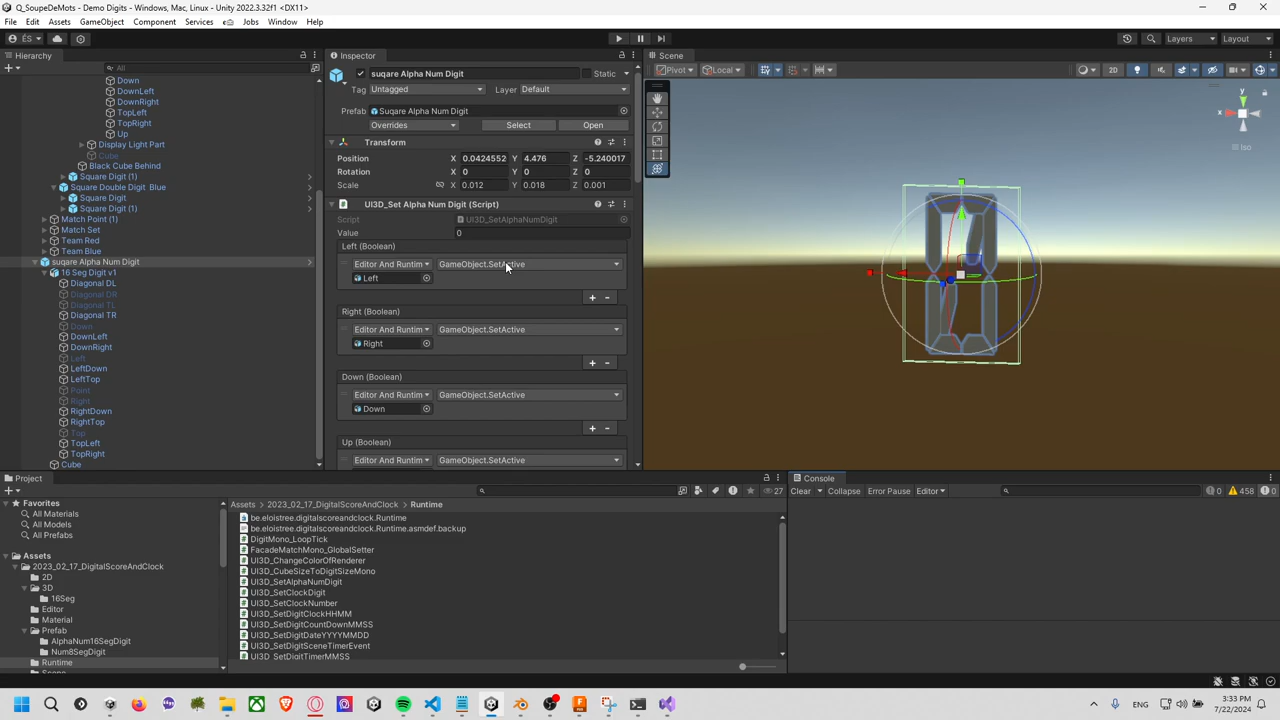 Q_SoupeDeMots - Demo Digits - Windows, Mac, Linux - Unity 2022.3.32f1* <DX11>
File Edit Assets GameObject Component Services Jobs Window Help
ÉS
Layers
Layout
Hierarchy
All
Down
DownLeft
DownRight
TopLeft
TopRight
Up
Display Light Part
Cube
Black Cube Behind
Square Digit (1)
Square Double Digit Blue
Square Digit
Square Digit (1)
Match Point (1)
Match Set
Team Red
Team Blue
suqare Alpha Num Digit
16 Seg Digit v1
Diagonal DL
Diagonal DR
Diagonal TL
Diagonal TR
Down
DownLeft
DownRight
Left
LeftDown
LeftTop
Point
Right
RightDown
RightTop
Top
TopLeft
TopRight
Cube
Inspector
suqare Alpha Num Digit Static
Tag Untagged Layer Default
Prefab Suqare Alpha Num Digit
Overrides Select Open
Transform
Position X 0.0424552 Y 4.476 Z -5.240017
Rotation X 0 Y 0 Z 0
Scale X 0.012 Y 0.018 Z 0.001
UI3D_Set Alpha Num Digit (Script)
Script UI3D_SetAlphaNumDigit
Value 0
Left (Boolean)
Editor And Runtim GameObject.SetActive
Left
+ -
Right (Boolean)
Editor And Runtim GameObject.SetActive
Right
+ -
Down (Boolean)
Editor And Runtim GameObject.SetActive
Down
+ -
Up (Boolean)
Editor And Runtim GameObject.SetActive
Scene
Pivot Local
2D
y
x
Iso
Project
27
Favorites
All Materials
All Models
All Prefabs
Assets
2023_02_17_DigitalScoreAndClock
2D
3D
16Seg
Editor
Material
Prefab
AlphaNum16SegDigit
Num8SegDigit
Runtime
Scene
Assets > 2023_02_17_DigitalScoreAndClock > Runtime
be.eloistree.digitalscoreandclock.Runtime
be.eloistree.digitalscoreandclock.Runtime.asmdef.backup
DigitMono_LoopTick
FacadeMatchMono_GlobalSetter
UI3D_ChangeColorOfRenderer
UI3D_CubeSizeToDigitSizeMono
UI3D_SetAlphaNumDigit
UI3D_SetClockDigit
UI3D_SetClockNumber
UI3D_SetDigitClockHHMM
UI3D_SetDigitCountDownMMSS
UI3D_SetDigitDateYYYYMMDD
UI3D_SetDigitSceneTimerEvent
UI3D_SetDigitTimerMMSS
Console
Clear Collapse Error Pause Editor
0 458 0
ENG
3:33 PM
7/22/2024